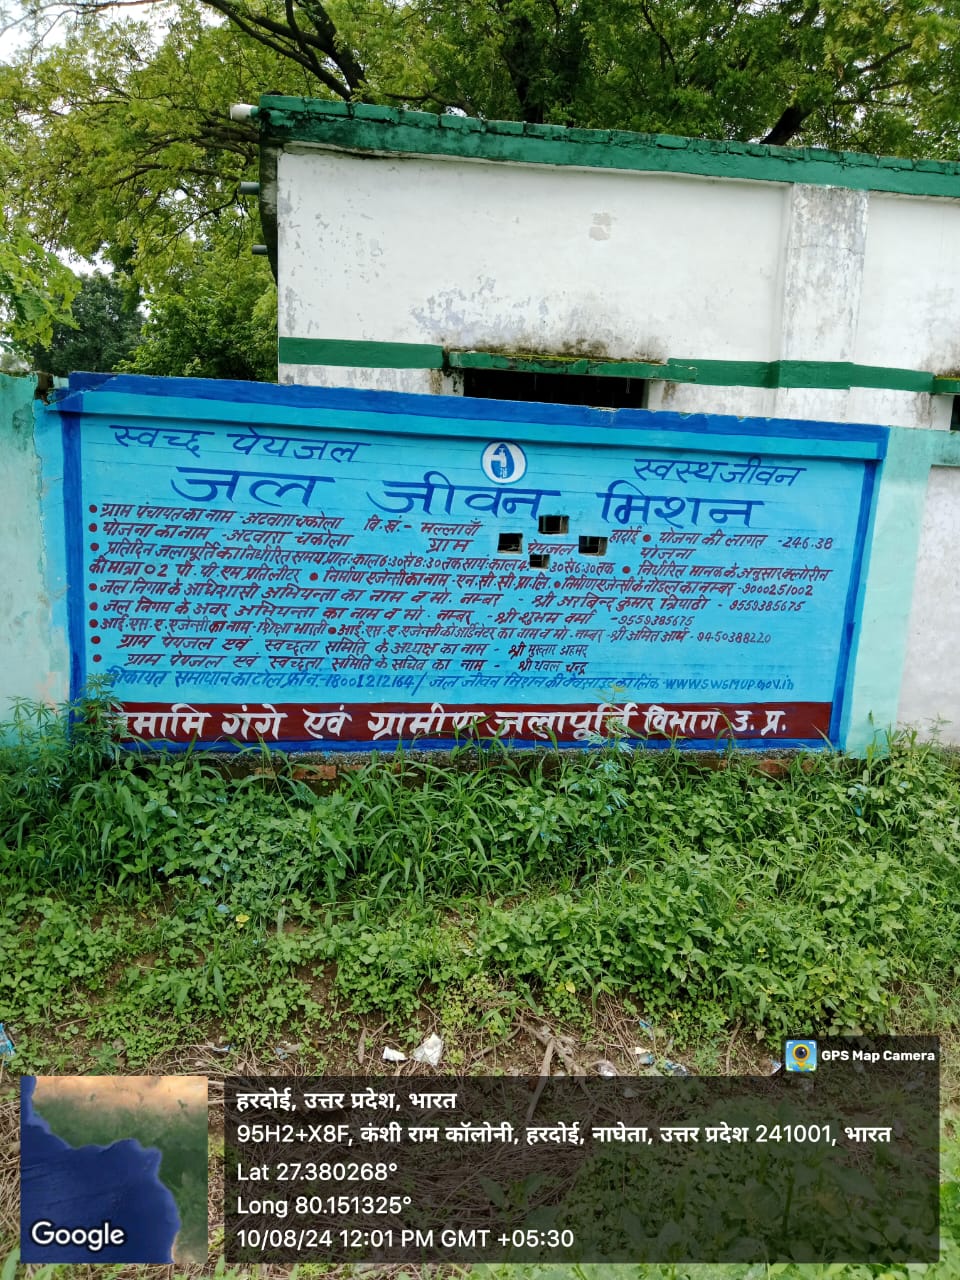 स्वच्छ पेयजल
स्वस्थ जीवन
जल जीवन मिशन
• ग्राम पंचायत का नाम - अटवारा चकोला वि.ख.- मल्लावाँ हरदोई • योजना की लागत - 246.38
• योजना का नाम - अटवारा चकोला ग्राम पेयजल योजना
• प्रतिदिन जलापूर्ति का निर्धारित समय प्रातः काल 6:30 से 8:30 तक सायः काल 4:30 से 6:30 तक • निर्धारित मानक के अनुसार क्लोरीन
की मात्रा 02 पी पी एम प्रतिलीटर • निर्माण एजेन्सी का नाम - एन.सी.सी.प्रा.लि. • निर्माण एजेन्सी के नोडल का नम्बर - 9000251002
• जल निगम के अधिशासी अभियन्ता का नाम व मो. नम्बर - श्री अरविन्द कुमार त्रिपाठी - 9559385675
• जल निगम के अवर अभियन्ता का नाम व मो. नम्बर - श्री शुभम वर्मा - 9559385675
• आई.एस.ए. एजेन्सी का नाम - शिक्षा भारती • आई.एस.ए. एजेन्सी कोआर्डिनेटर का नाम व मो. नम्बर - श्री अमित - 9450388220
• ग्राम पेयजल एवं स्वच्छता समिति के अध्यक्ष का नाम - श्री मुख्तार अहमद
• ग्राम पेयजल एवं स्वच्छता समिति के सचिव का नाम - श्री धवल चन्द्र
शिकायत समाधान का टोल फ्री नं.- 18001212164 / जल जीवन मिशन की वेबसाइट का लिंक - WWW.SWSMUP.GOV.in
नमामि गंगे एवं ग्रामीण जलापूर्ति विभाग उ. प्र.
GPS Map Camera
हरदोई, उत्तर प्रदेश, भारत
95H2+X8F, कंशी राम कॉलोनी, हरदोई, नाघेता, उत्तर प्रदेश 241001, भारत
Lat 27.380268°
Long 80.151325°
10/08/24 12:01 PM GMT +05:30
Google